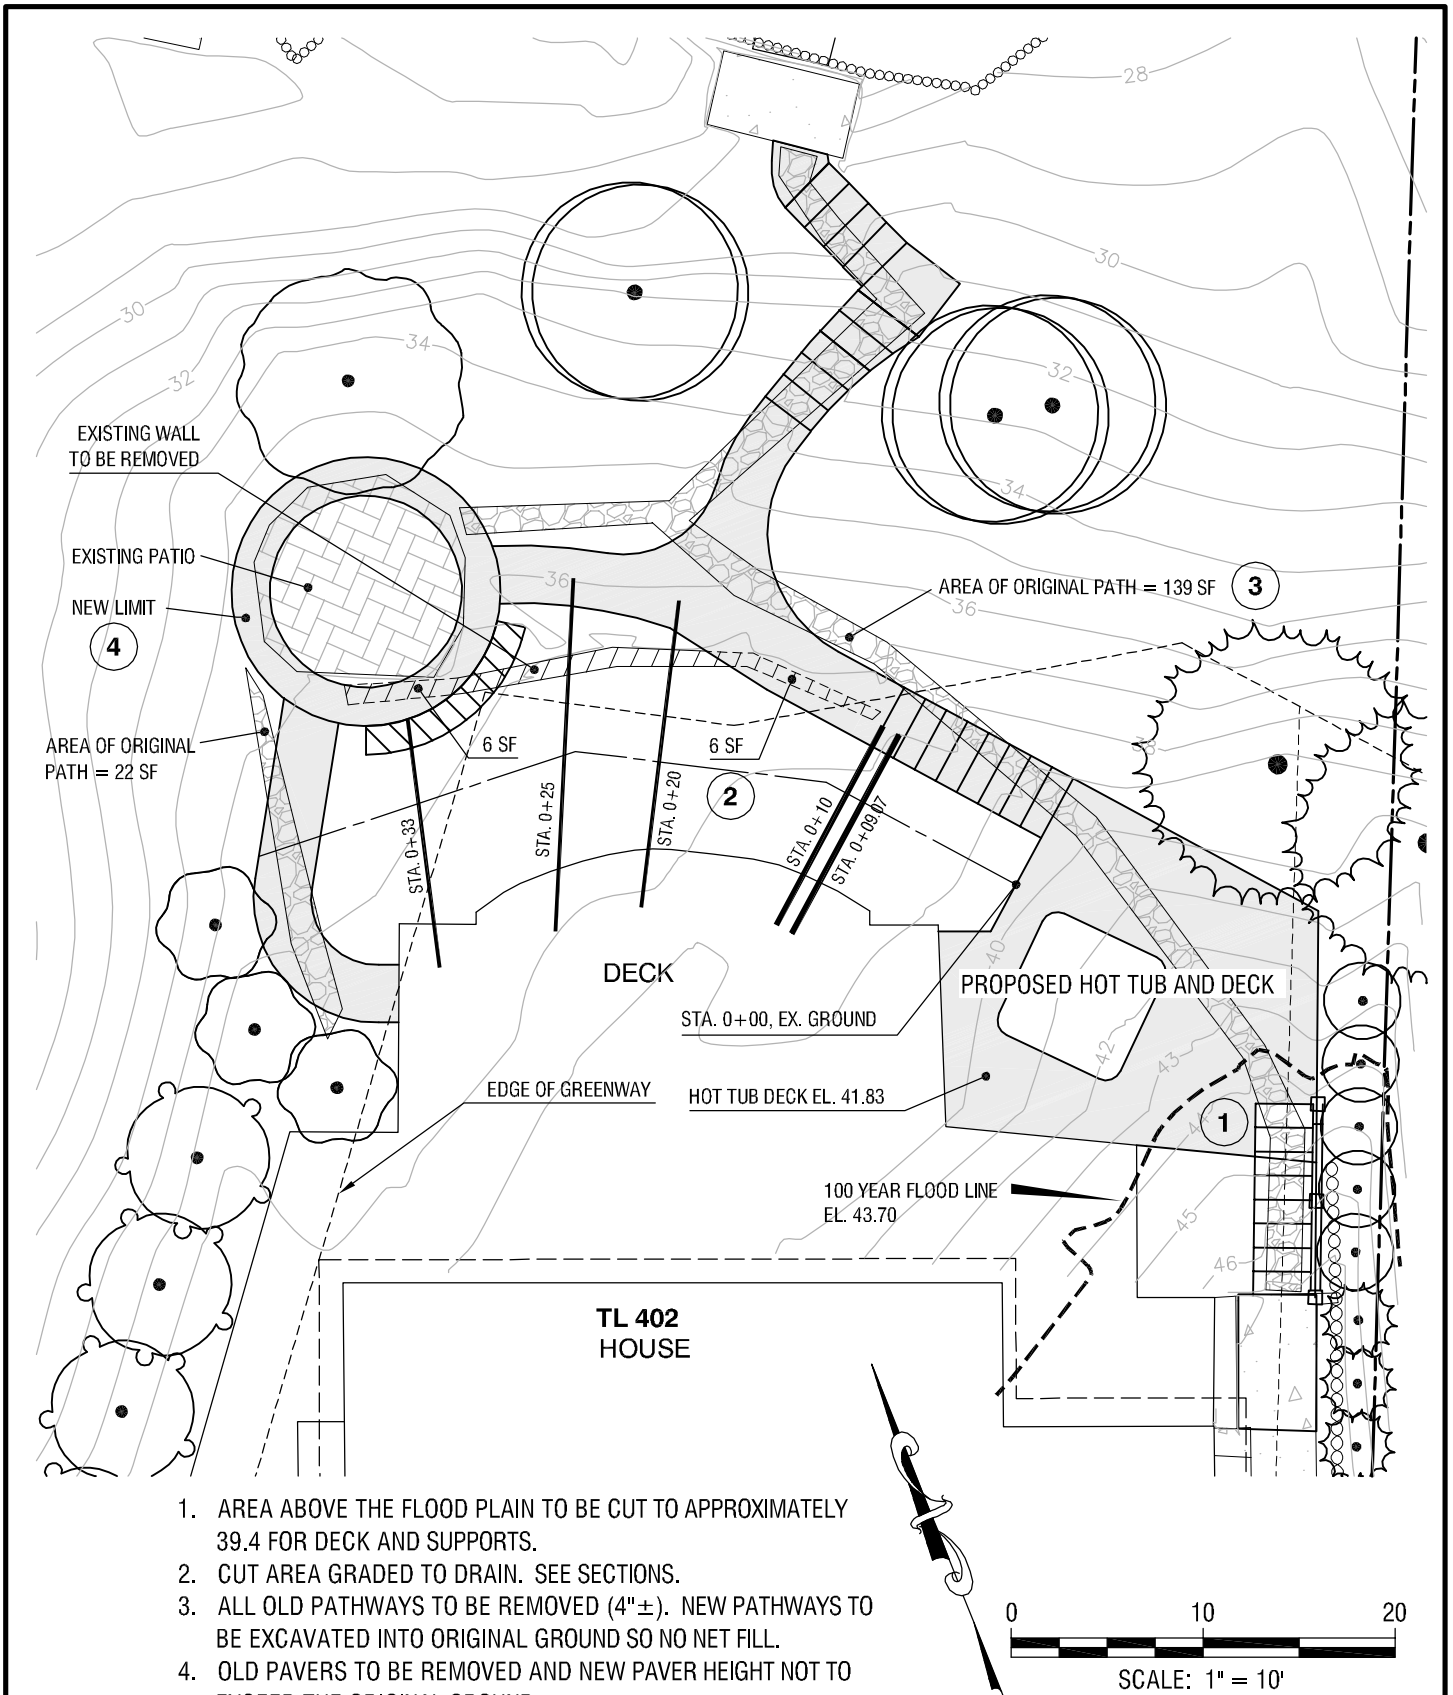 28
30
30
34
32
32
EXISTING WALL
TO BE REMOVED
34
EXISTING PATIO
36
AREA OF ORIGINAL PATH = 139 SF
3
36
NEW LIMIT
4
AREA OF ORIGINAL
PATH = 22 SF
6 SF
6 SF
38
2
STA. 0+33
STA. 0+25
STA. 0+20
STA. 0+10
STA. 0+09.07
40
DECK
PROPOSED HOT TUB AND DECK
STA. 0+00, EX. GROUND
42
43
EDGE OF GREENWAY
HOT TUB DECK EL. 41.83
44
1
100 YEAR FLOOD LINE
EL. 43.70
45
46
TL 402
HOUSE
1. AREA ABOVE THE FLOOD PLAIN TO BE CUT TO APPROXIMATELY
39.4 FOR DECK AND SUPPORTS.
2. CUT AREA GRADED TO DRAIN. SEE SECTIONS.
3. ALL OLD PATHWAYS TO BE REMOVED (4"±). NEW PATHWAYS TO
BE EXCAVATED INTO ORIGINAL GROUND SO NO NET FILL.
4. OLD PAVERS TO BE REMOVED AND NEW PAVER HEIGHT NOT TO
0 10 20
SCALE: 1" = 10'